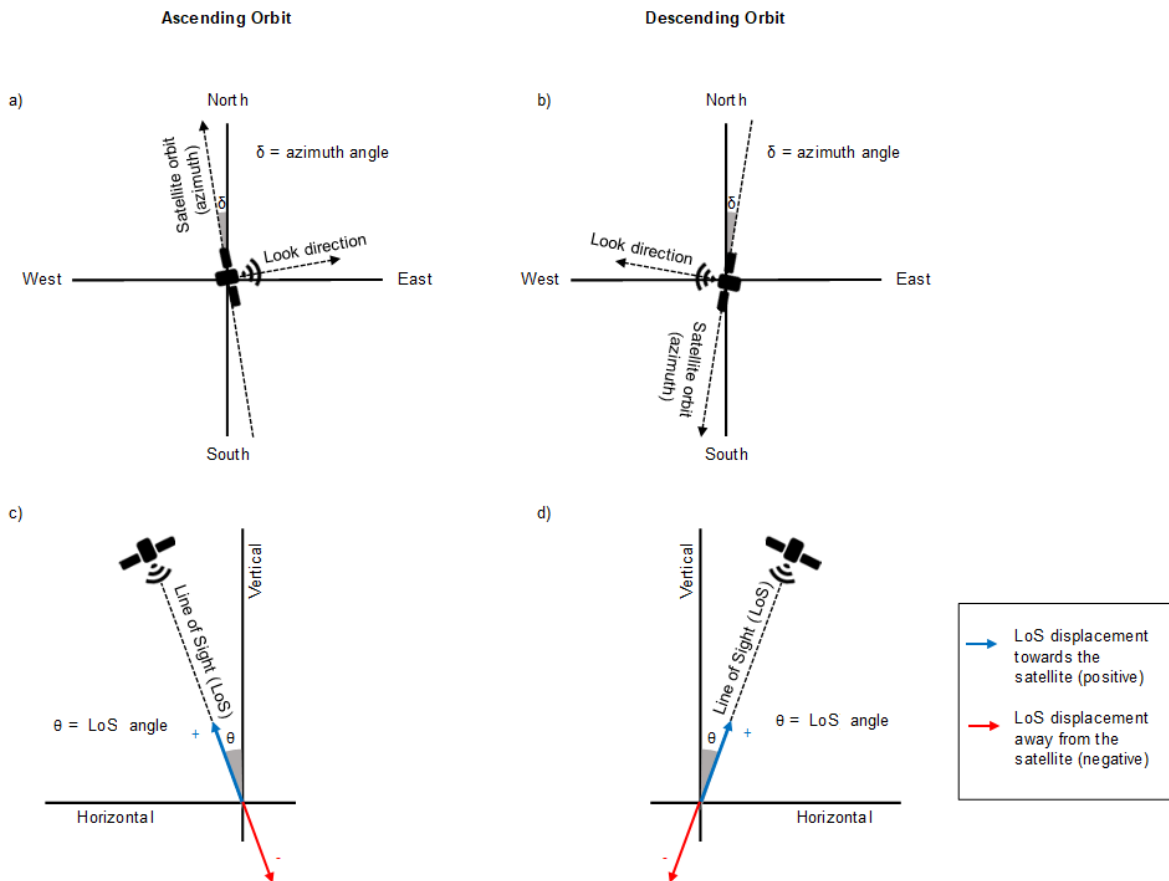 Ascending Orbit
Descending Orbit
a)
North
δ = azimuth angle
Satellite orbit
(azimuth)
δ
Look direction
West
East
South
b)
North
δ = azimuth angle
δ
Look direction
West
East
Satellite orbit
(azimuth)
South
c)
Vertical
Line of Sight (LoS)
θ = LoS angle
+
θ
Horizontal
-
d)
Vertical
Line of Sight (LoS)
θ = LoS angle
θ
+
Horizontal
-
LoS displacement
towards the
satellite (positive)
LoS displacement
away from the
satellite (negative)